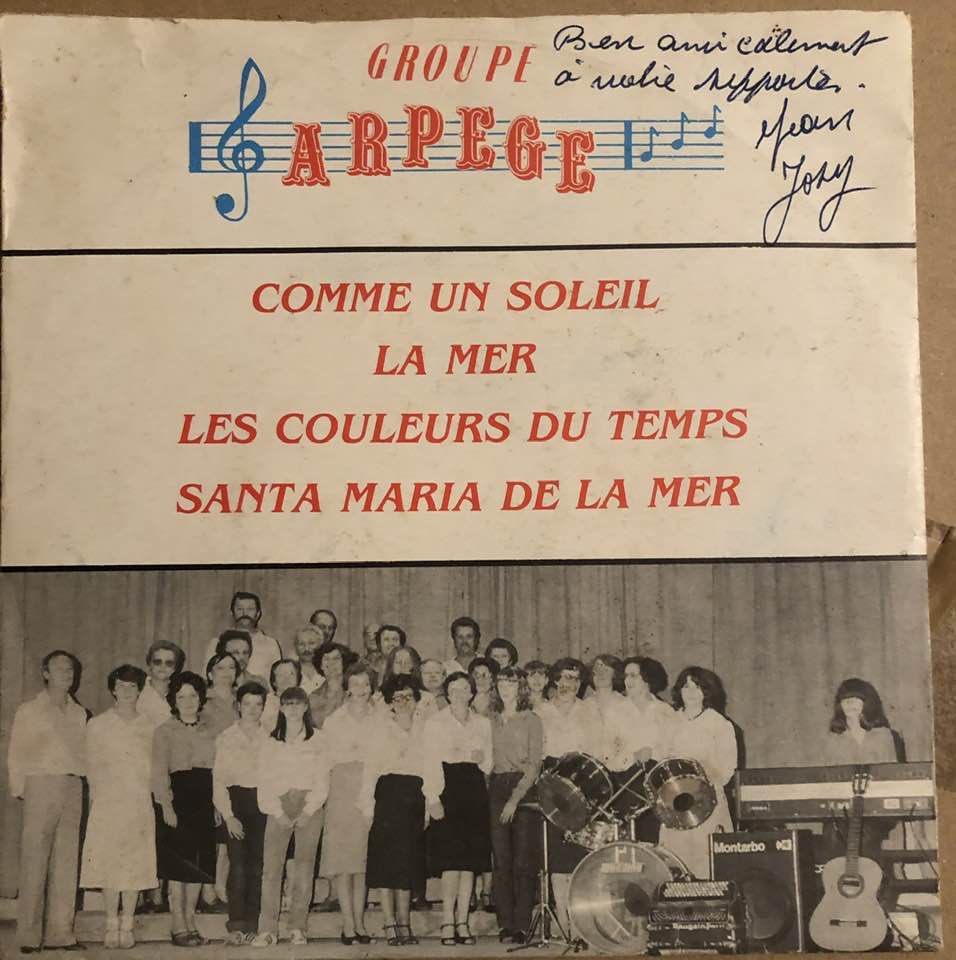 GROUPE
ARPEGE
Bien amicalement
à notre supporter.
Jean
Josy
COMME UN SOLEIL
LA MER
LES COULEURS DU TEMPS
SANTA MARIA DE LA MER
Montarbo